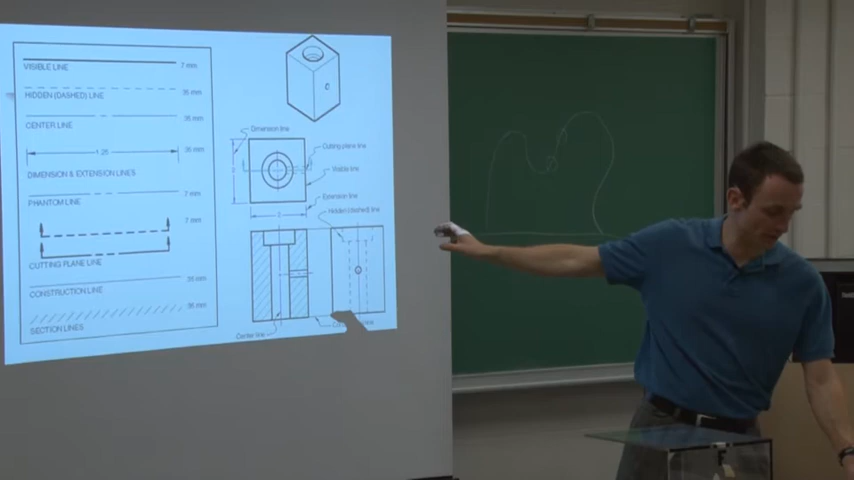 VISIBLE LINE
7 mm
HIDDEN (DASHED) LINE
35 mm
CENTER LINE
35 mm
1.25
35 mm
DIMENSION & EXTENSION LINES
PHANTOM LINE
7 mm
7 mm
CUTTING PLANE LINE
CONSTRUCTION LINE
35 mm
SECTION LINES
35 mm
Dimension line
Cutting plane line
Visible line
Extension line
2
Hidden (dashed) line
Center line